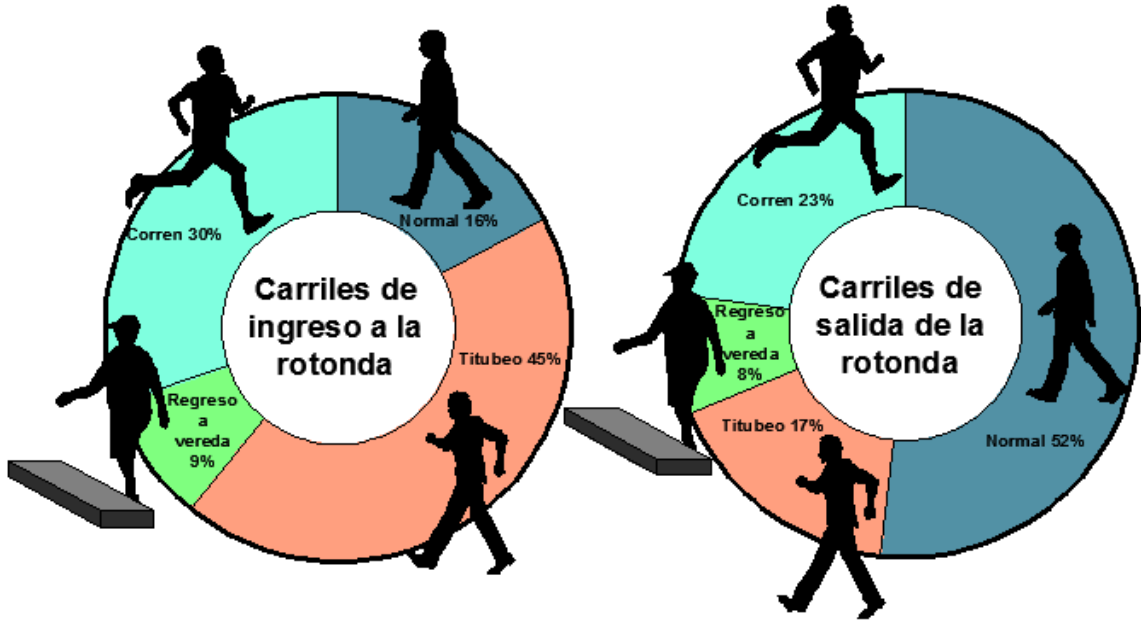 Corren 30%
Normal 16%
Carriles de
ingreso a la
rotonda
Titubeo 45%
Regreso
a
vereda
9%
Corren 23%
Regreso
a
vereda
8%
Carriles de
salida de la
rotonda
Titubeo 17%
Normal 52%